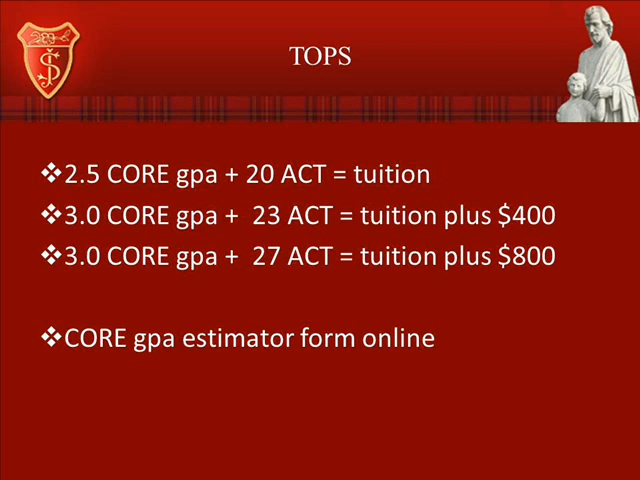 TOPS
❖2.5 CORE gpa + 20 ACT = tuition
❖3.0 CORE gpa +  23 ACT = tuition plus $400
❖3.0 CORE gpa +  27 ACT = tuition plus $800
❖CORE gpa estimator form online